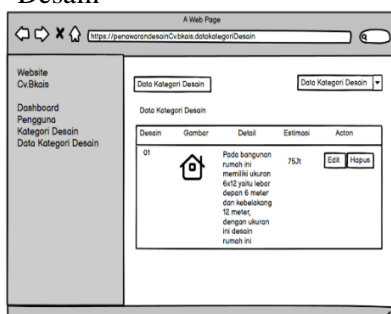 Desain
A Web Page
https://penawarandesainCv.bkais.datakategoriDesain
Website
Cv.Bkais
Dashboard
Pengguna
Kategori Desain
Data Kategori Desain
Data Kategori Desain
Data Kategori Desain
Data Kategori Desain
Desain Gambar Detail Estimasi Acton
01
Pada bangunan
rumah ini
memiliki ukuran
6x12 yaitu lebar
depan 6 meter
dan kebelakang
12 meter,
dengan ukuran
ini desain
rumah ini
75Jt
Edit Hapus